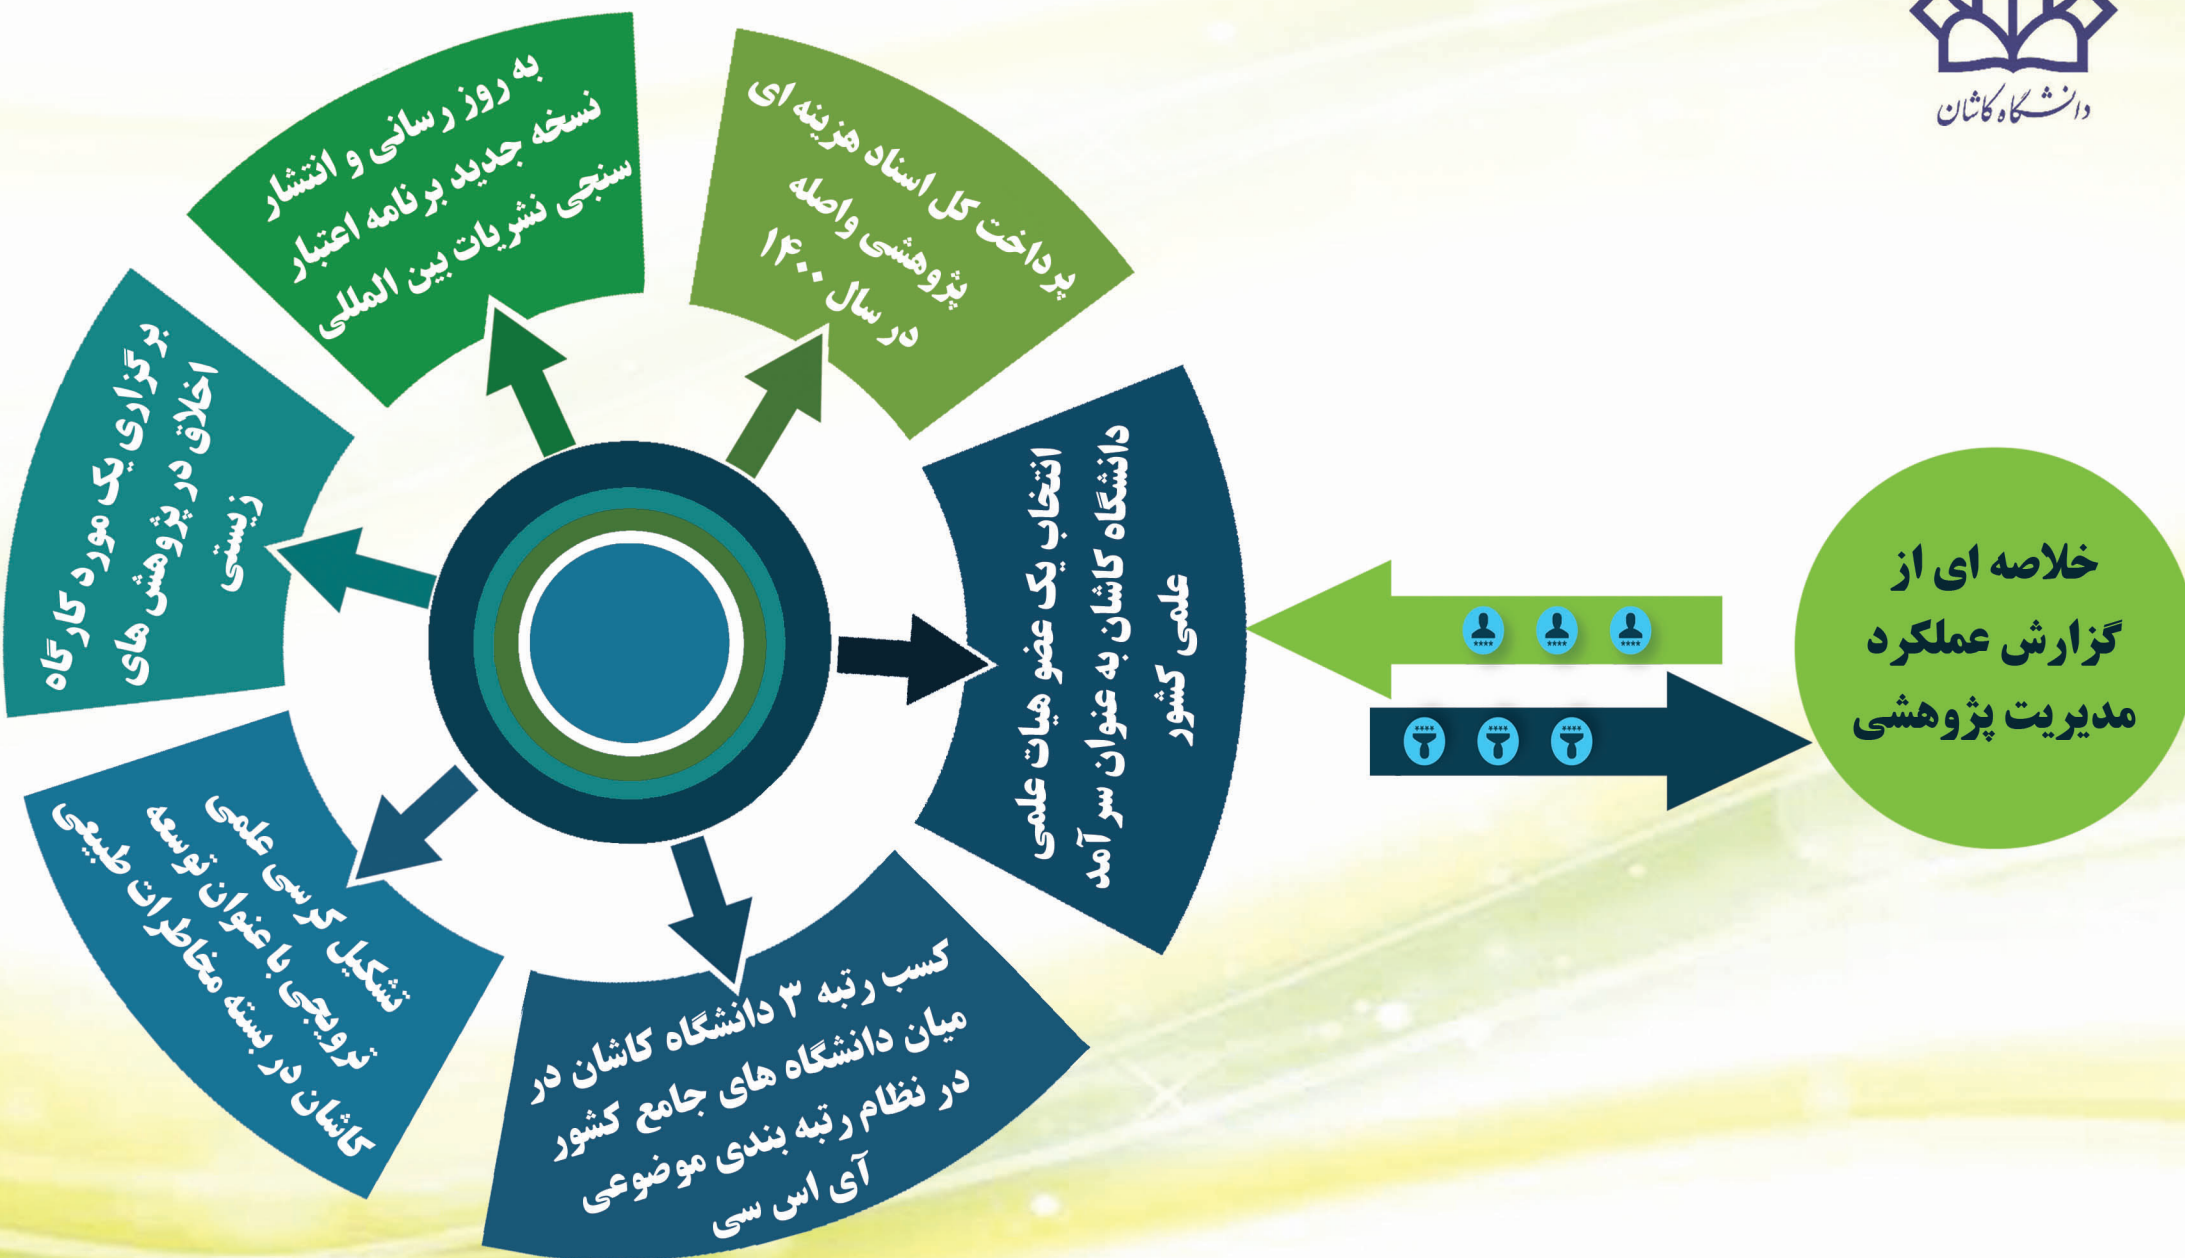 دانشگاه کاشان
خلاصه ای از
گزارش عملکرد
مدیریت پژوهشی
پرداخت کل اسناد هزینه ای
پژوهشی واصله
در سال ۱۴۰۰
به روز رسانی و انتشار
نسخه جدید برنامه اعتبار
سنجی نشریات بین المللی
بر گزاری یک مورد کارگاه
اخلاق در پژوهش های
زیستی
تشکیل کرسی علمی
ترویجی با عنوان توسعه
کاشان در بسته مخاطرات طبیعی
کسب رتبه ۳ دانشگاه کاشان در
میان دانشگاه های جامع کشور
در نظام رتبه بندی موضوعی
آی اس سی
انتخاب یک عضو هیات علمی
دانشگاه کاشان به عنوان سر آمد
علمی کشور